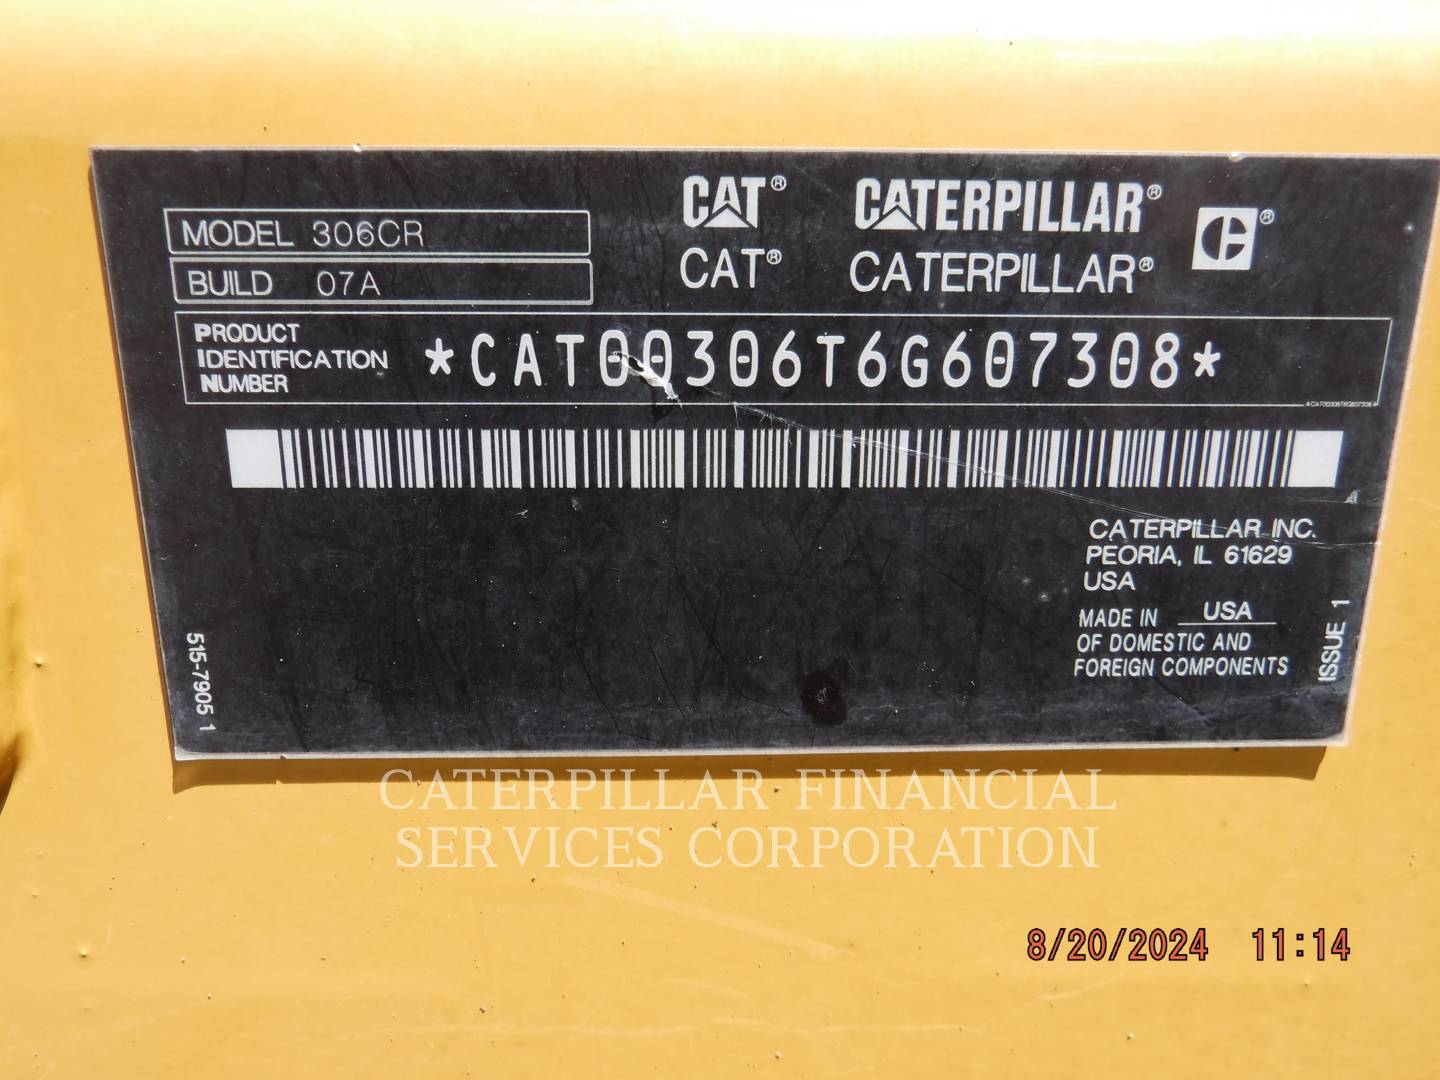 CAT® CATERPILLAR® C®
CAT® CATERPILLAR®
MODEL 306CR
BUILD 07A
PRODUCT
IDENTIFICATION
NUMBER
*CAT00306T6G607308*
*CAT00306T6G607308*
CATERPILLAR INC.
PEORIA, IL 61629
USA
MADE IN USA
OF DOMESTIC AND
FOREIGN COMPONENTS
ISSUE 1
515-7905 1
CATERPILLAR FINANCIAL
SERVICES CORPORATION
8/20/2024 11:14